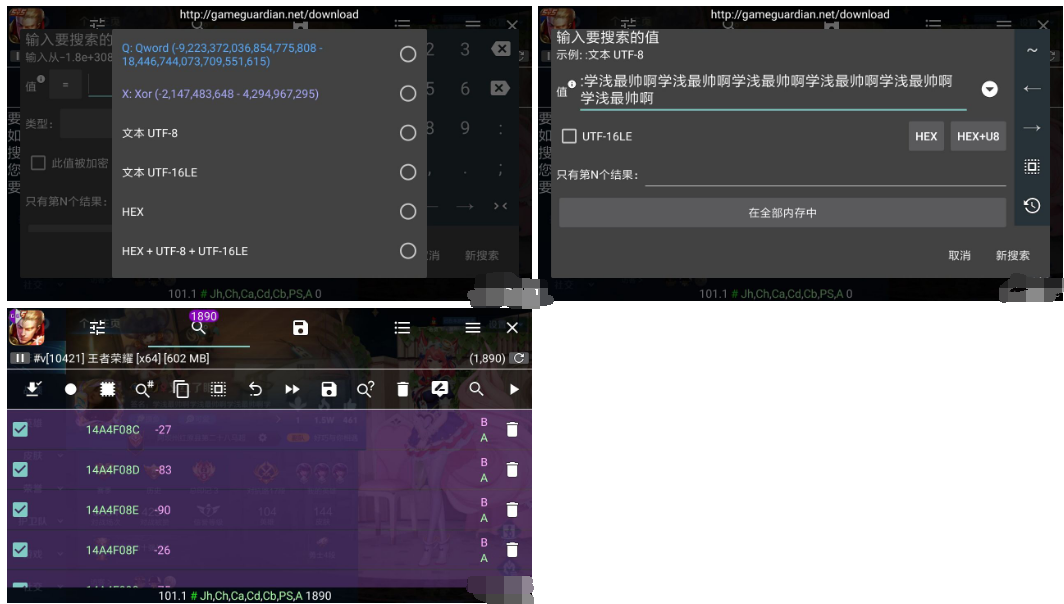 http://gameguardian.net/download
输入要搜索的值
输入从-1.8e+308
值
=
类型:
此值被加密
只有第N个结果:
Q: Qword (-9,223,372,036,854,775,808 -
18,446,744,073,709,551,615)
X: Xor (-2,147,483,648 - 4,294,967,295)
文本 UTF-8
文本 UTF-16LE
HEX
HEX + UTF-8 + UTF-16LE
2 3
5 6
8 9 :
取消 新搜索
101.1 # Jh,Ch,Ca,Cd,Cb,PS,A 0
http://gameguardian.net/download
输入要搜索的值
示例: :文本 UTF-8
值
:学浅最帅啊学浅最帅啊学浅最帅啊学浅最帅啊学浅最帅啊
学浅最帅啊
UTF-16LE
HEX HEX+U8
只有第N个结果:
在全部内存中
取消 新搜索
101.1 # Jh,Ch,Ca,Cd,Cb,PS,A 0
1890
#v[10421] 王者荣耀 [x64] [602 MB] (1,890)
14A4F08C -27 B A
14A4F08D -83 B A
14A4F08E -90 B A
14A4F08F -26 B A
101.1 # Jh,Ch,Ca,Cd,Cb,PS,A 1890